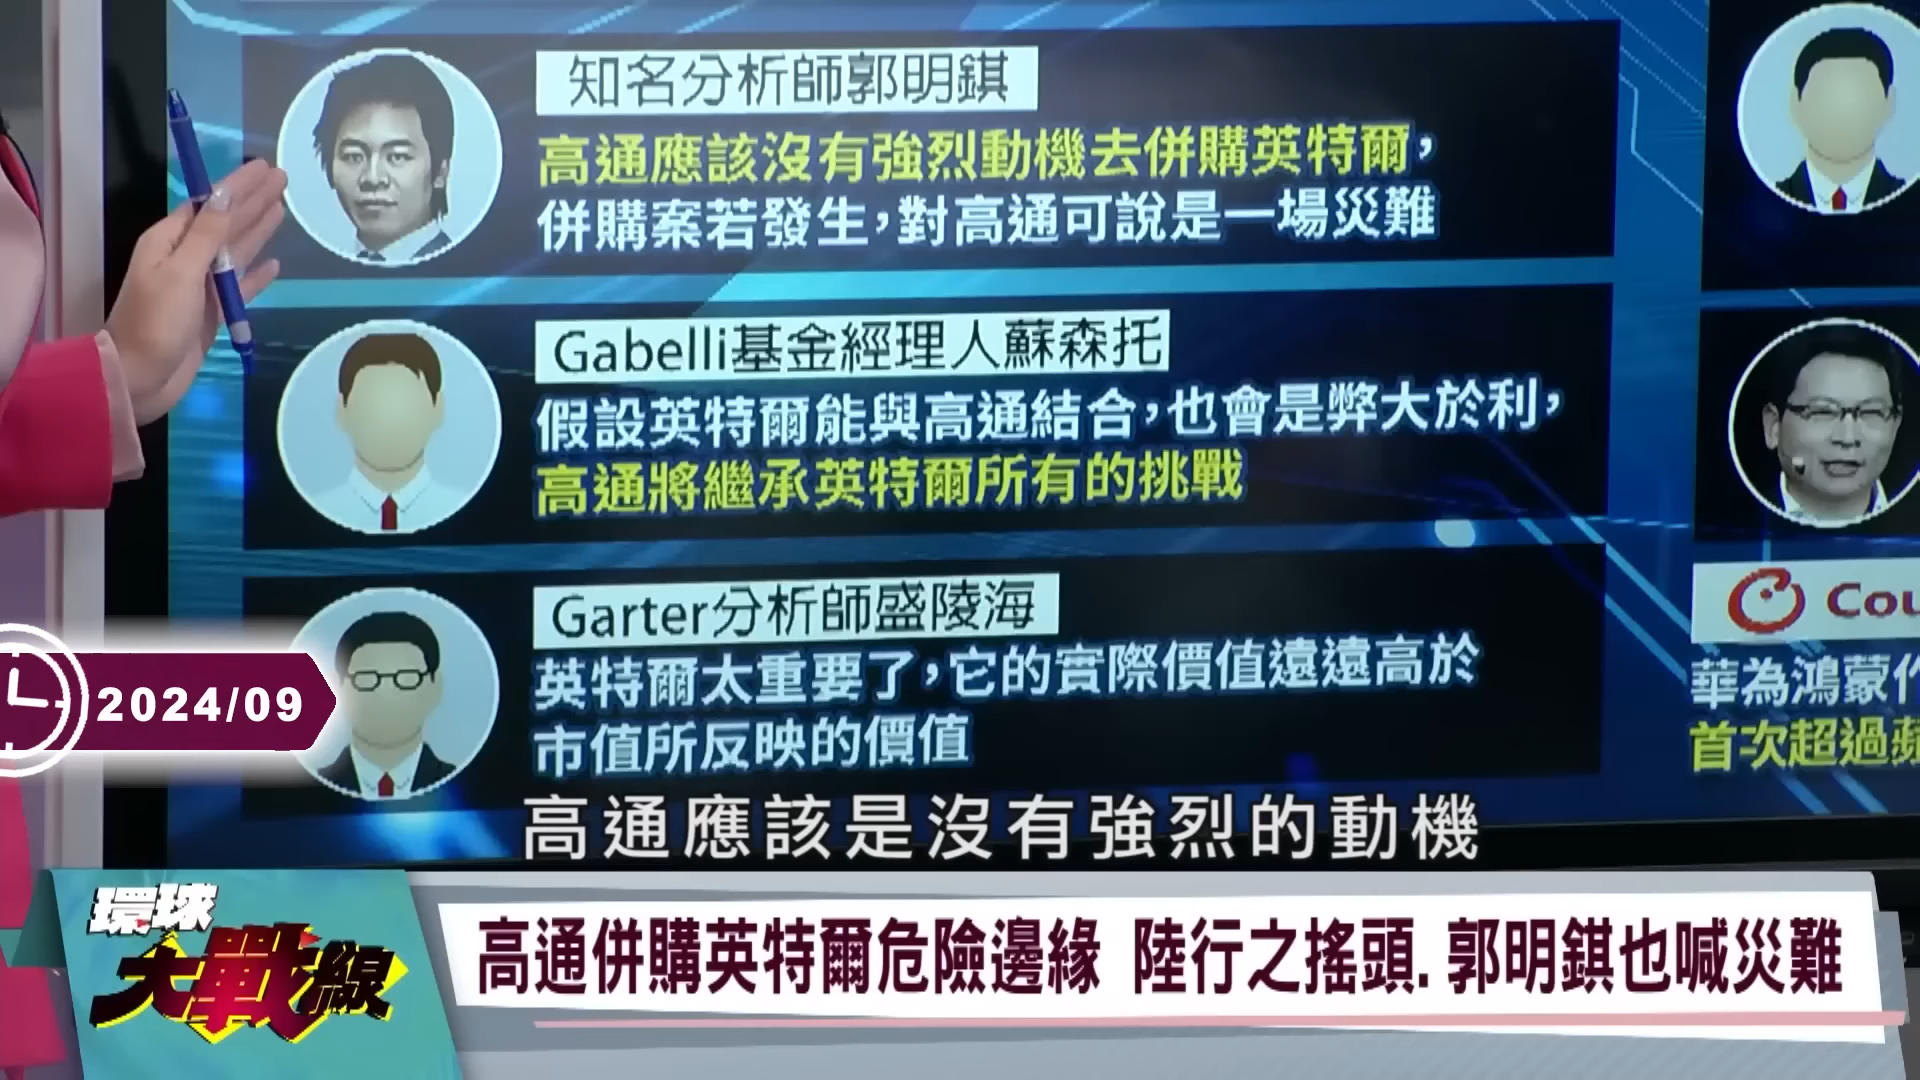 知名分析師郭明錤
高通應該沒有強烈動機去併購英特爾，
併購案若發生，對高通可說是一場災難
Gabelli基金經理人蘇森托
假設英特爾能與高通結合，也會是弊大於利，
高通將繼承英特爾所有的挑戰
Garter分析師盛陵海
英特爾太重要了，它的實際價值遠遠高於
市值所反映的價值
Cou
華為鴻蒙作
首次超過蘋
2024/09
高通應該是沒有強烈的動機
環球
大戰線
高通併購英特爾危險邊緣 陸行之搖頭.郭明錤也喊災難